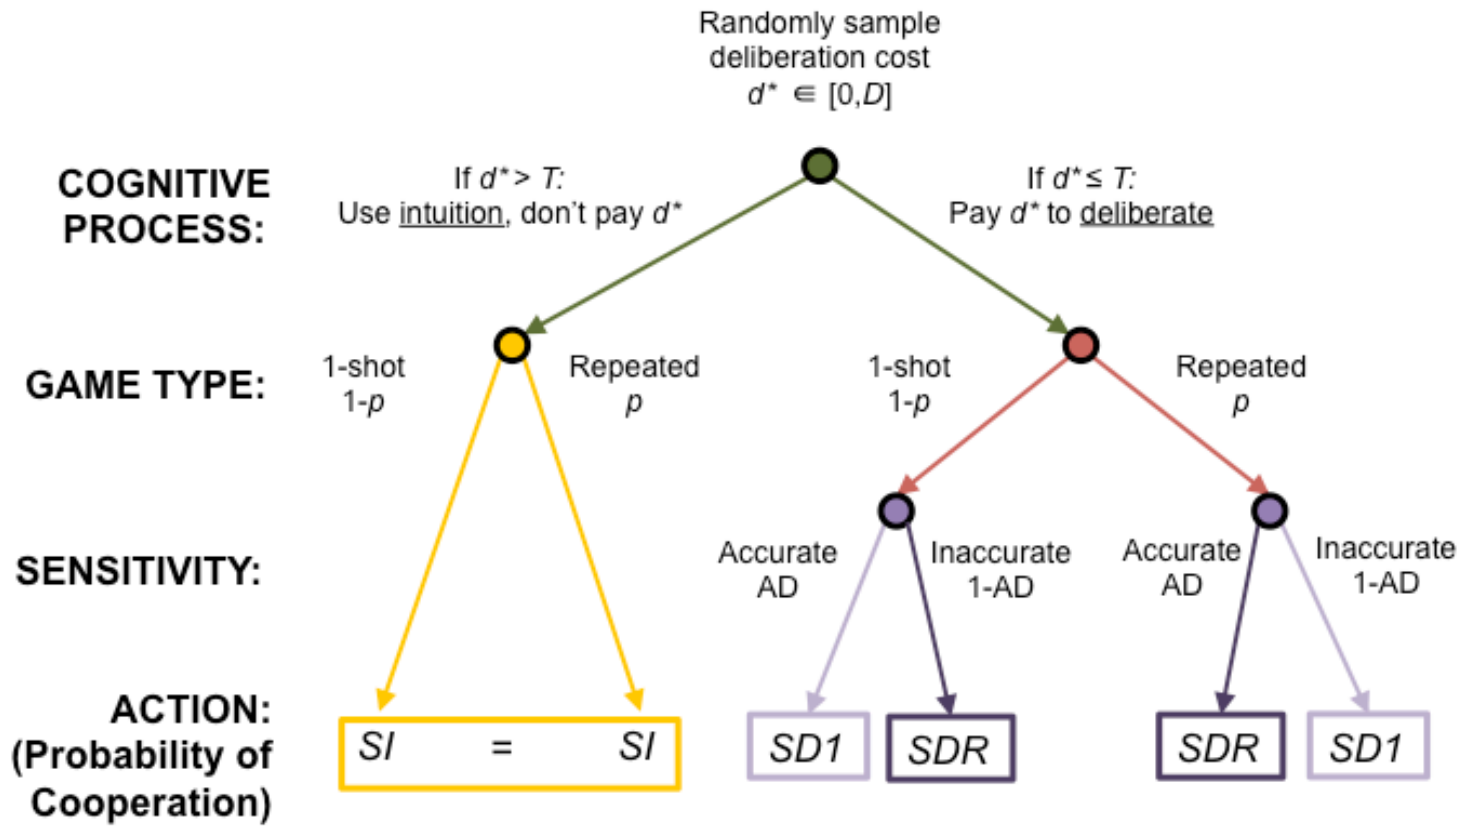 Randomly sample
deliberation cost
d* ∈ [0,D]
COGNITIVE
PROCESS:
If d* > T:
Use intuition, don't pay d*
If d* ≤ T:
Pay d* to deliberate
GAME TYPE:
1-shot
1-p
Repeated
p
1-shot
1-p
Repeated
p
SENSITIVITY:
Accurate
AD
Inaccurate
1-AD
Accurate
AD
Inaccurate
1-AD
ACTION:
(Probability of
Cooperation)
SI = SI
SD1
SDR
SDR
SD1